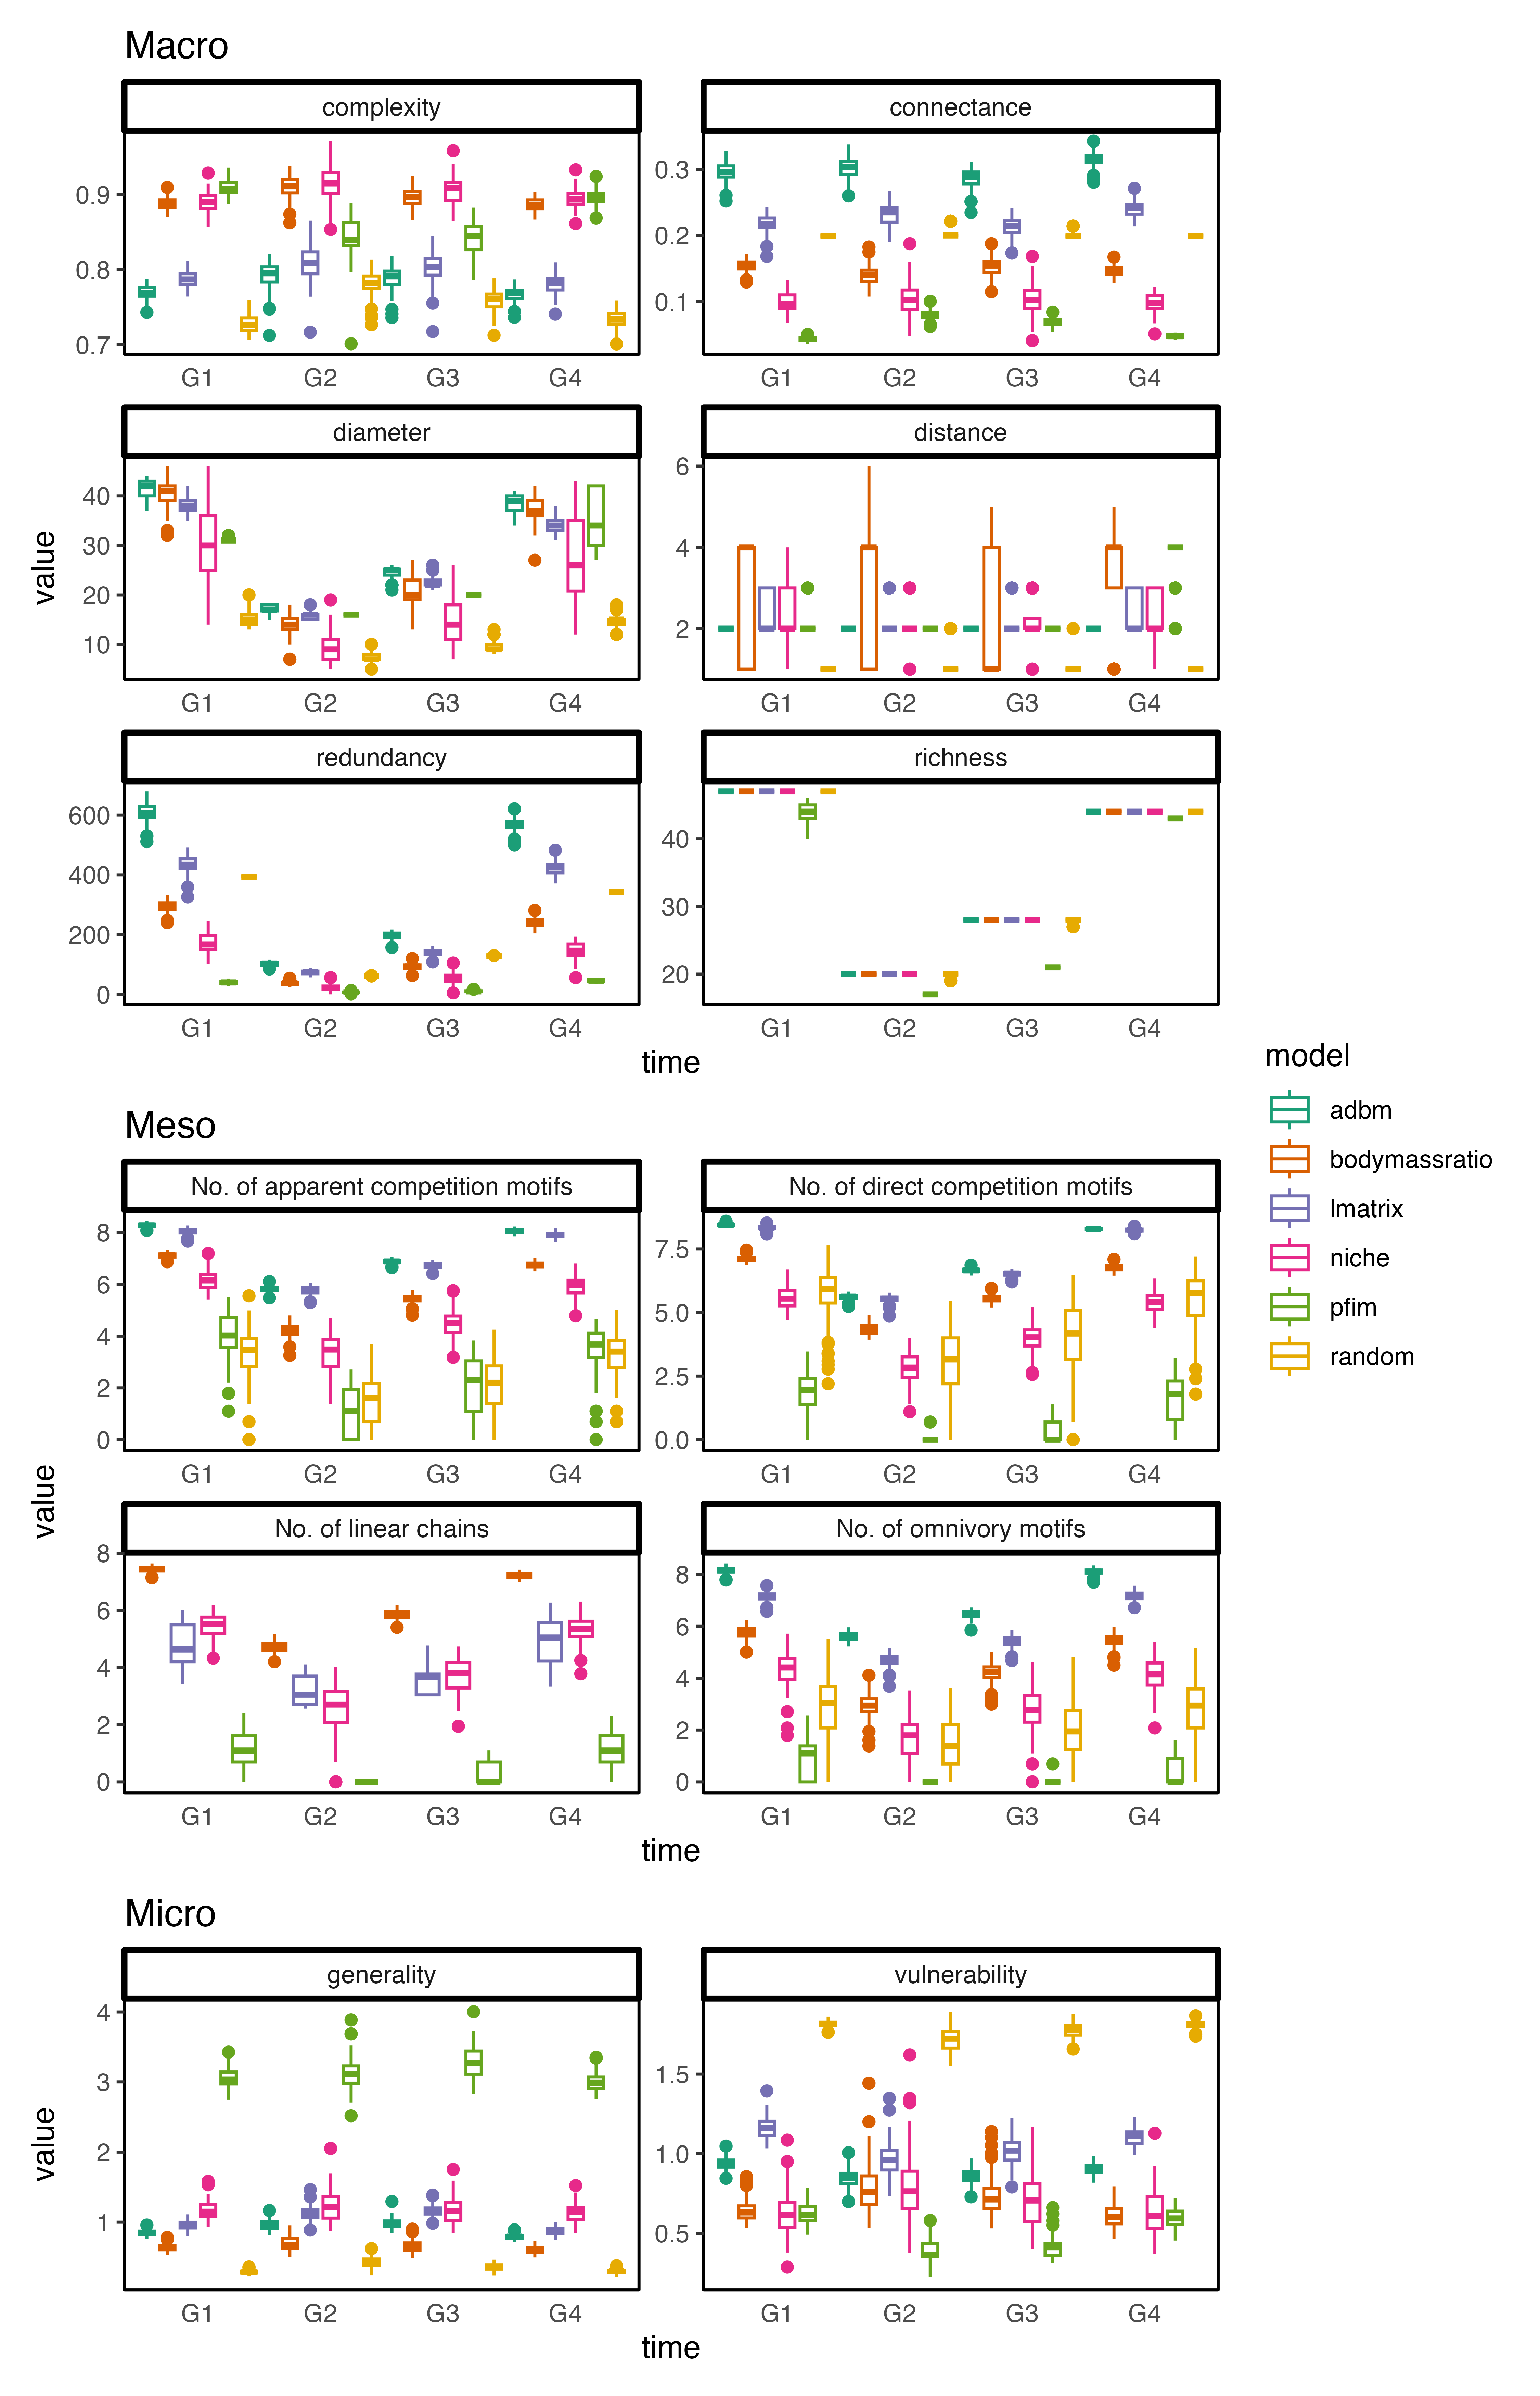 Macro
complexity
connectance
0.9
0.8
0.7
0.3
0.2
0.1
G1 G2 G3 G4
G1 G2 G3 G4
diameter
distance
40
30
20
10
6
4
2
G1 G2 G3 G4
G1 G2 G3 G4
value
redundancy
richness
600
400
200
0
40
30
20
G1 G2 G3 G4
G1 G2 G3 G4
time
model
adbm
bodymassratio
lmatrix
niche
pfim
random
Meso
No. of apparent competition motifs
No. of direct competition motifs
8
6
4
2
0
7.5
5.0
2.5
0.0
G1 G2 G3 G4
G1 G2 G3 G4
value
No. of linear chains
No. of omnivory motifs
8
6
4
2
0
8
6
4
2
0
G1 G2 G3 G4
G1 G2 G3 G4
time
Micro
generality
vulnerability
4
3
2
1
1.5
1.0
0.5
value
G1 G2 G3 G4
G1 G2 G3 G4
time